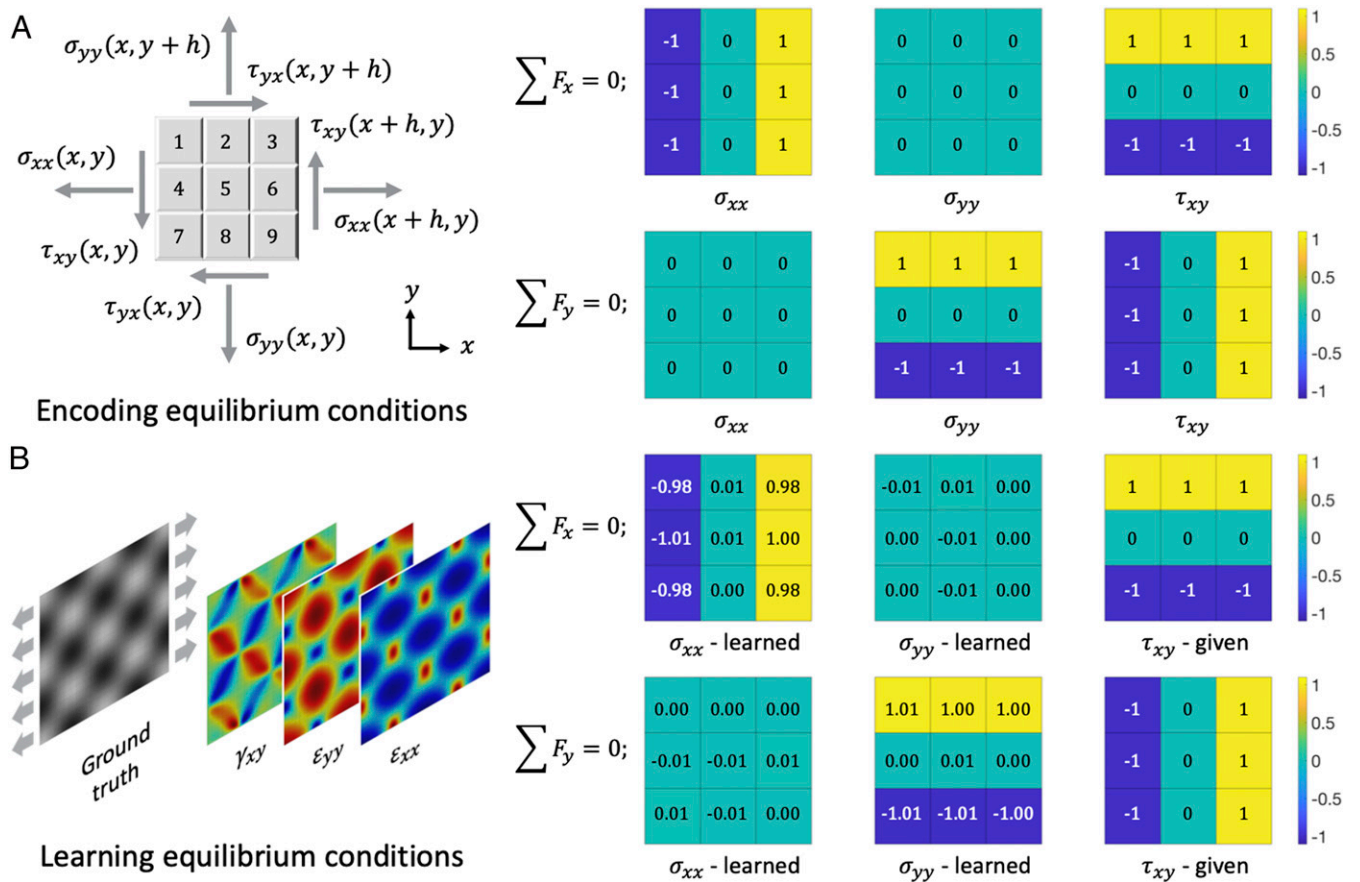 A
σyy(x, y + h)
τyx(x, y + h)
τxy(x + h, y)
σxx(x, y)
1 2 3
4 5 6
7 8 9
σxx(x + h, y)
τxy(x, y)
τyx(x, y)
σyy(x, y)
y
x
Encoding equilibrium conditions
∑ Fx = 0;
-1 0 1
-1 0 1
-1 0 1
σxx
0 0 0
0 0 0
0 0 0
σyy
1 1 1
0 0 0
-1 -1 -1
τxy
1
0.5
0
-0.5
-1
∑ Fy = 0;
0 0 0
0 0 0
0 0 0
σxx
1 1 1
0 0 0
-1 -1 -1
σyy
-1 0 1
-1 0 1
-1 0 1
τxy
1
0.5
0
-0.5
-1
B
Ground
truth
γxy
εyy
εxx
Learning equilibrium conditions
∑ Fx = 0;
-0.98 0.01 0.98
-1.01 0.01 1.00
-0.98 0.00 0.98
σxx - learned
-0.01 0.01 0.00
0.00 -0.01 0.00
0.00 -0.01 0.00
σyy - learned
1 1 1
0 0 0
-1 -1 -1
τxy - given
1
0.5
0
-0.5
-1
∑ Fy = 0;
0.00 0.00 0.00
-0.01 -0.01 0.01
0.01 -0.01 0.00
σxx - learned
1.01 1.00 1.00
0.00 0.01 0.00
-1.01 -1.01 -1.00
σyy - learned
-1 0 1
-1 0 1
-1 0 1
τxy - given
1
0.5
0
-0.5
-1